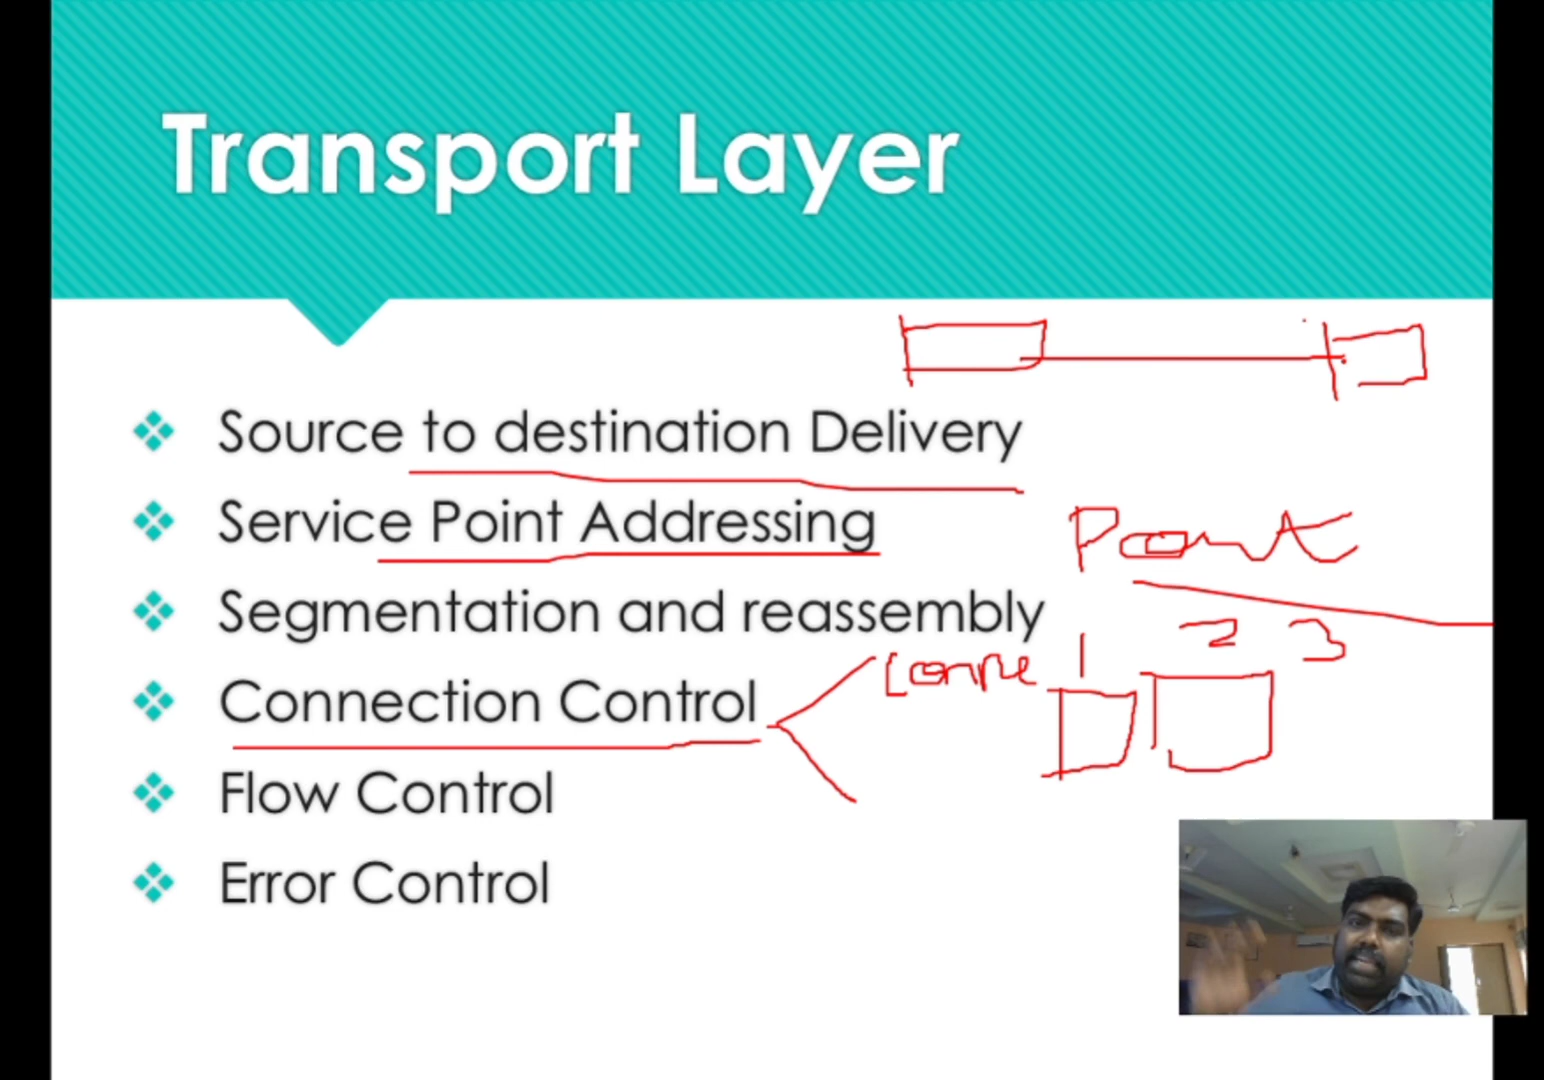 Transport Layer
Source to destination Delivery
Service Point Addressing
Point
Segmentation and reassembly
1 2 3
Connection Control
Conne
Flow Control
Error Control